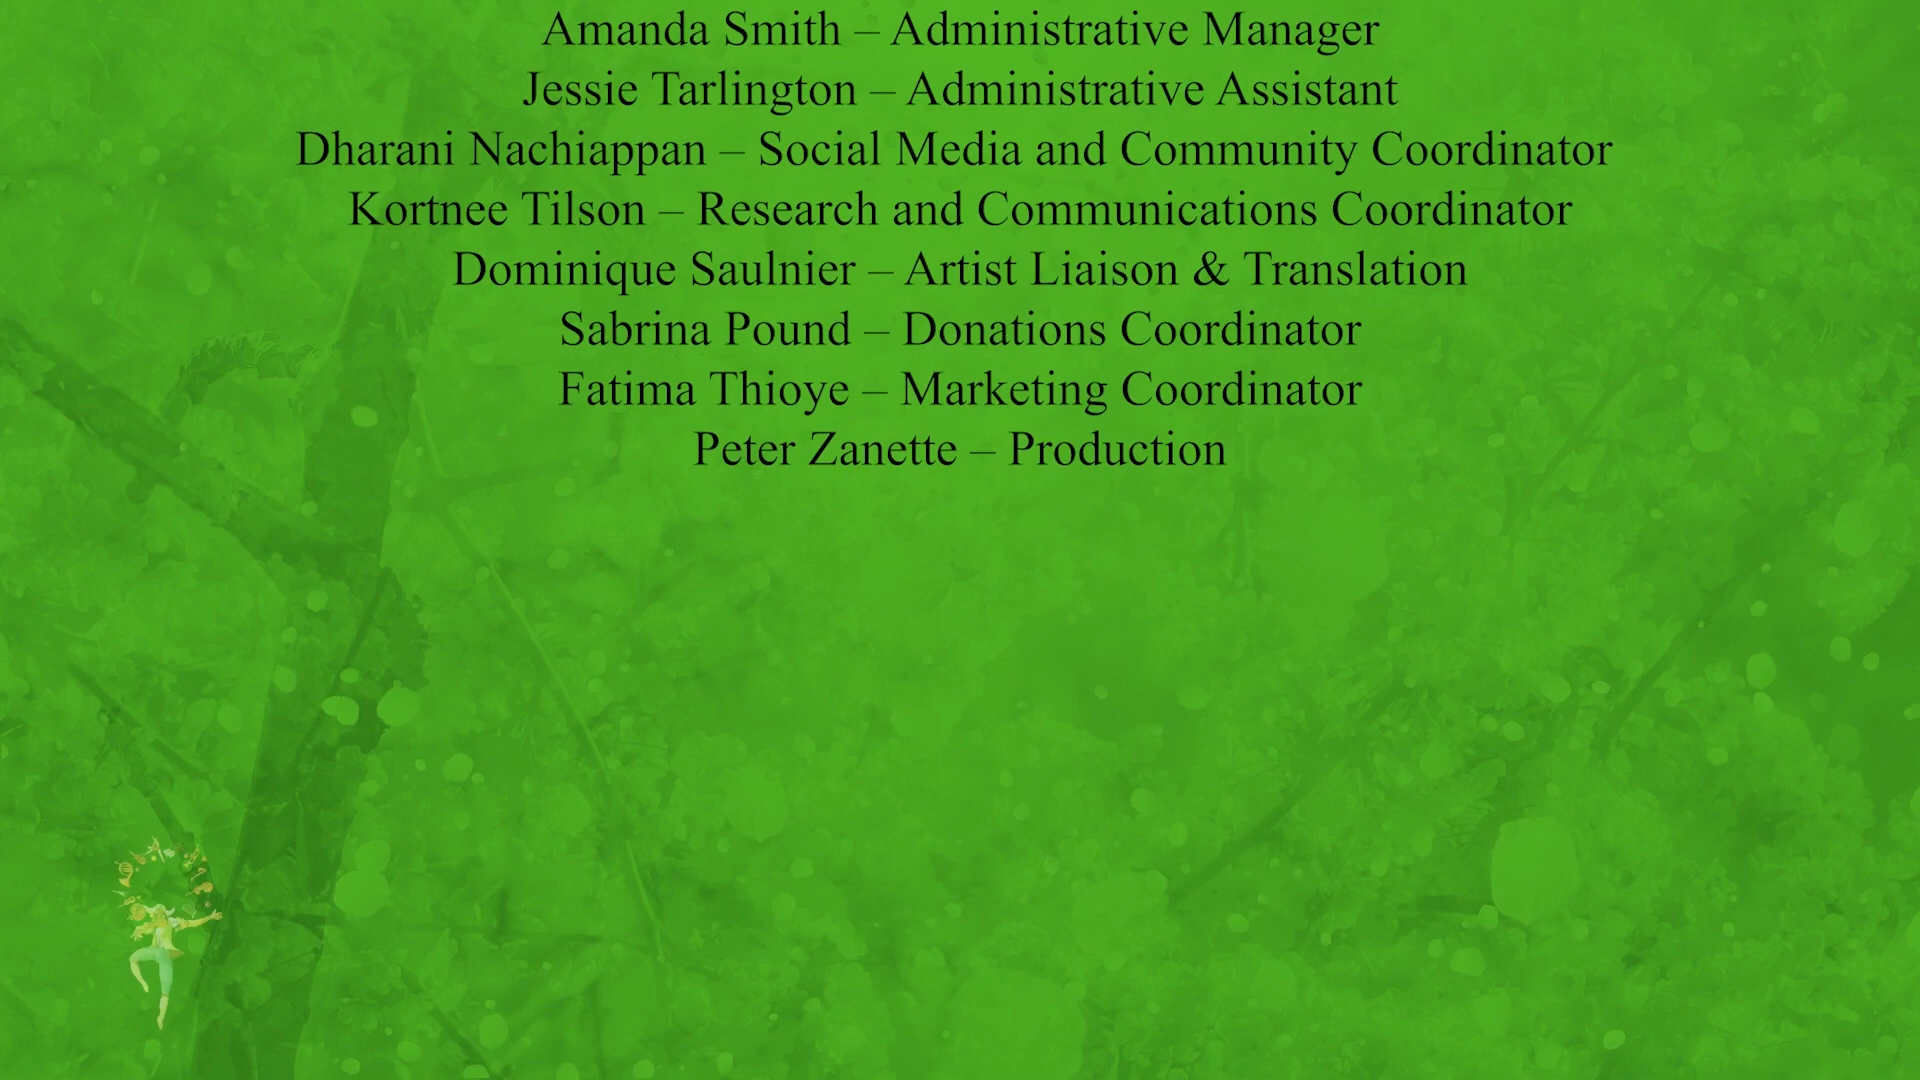 Amanda Smith – Administrative Manager
Jessie Tarlington – Administrative Assistant
Dharani Nachiappan – Social Media and Community Coordinator
Kortnee Tilson – Research and Communications Coordinator
Dominique Saulnier – Artist Liaison & Translation
Sabrina Pound – Donations Coordinator
Fatima Thioye – Marketing Coordinator
Peter Zanette – Production